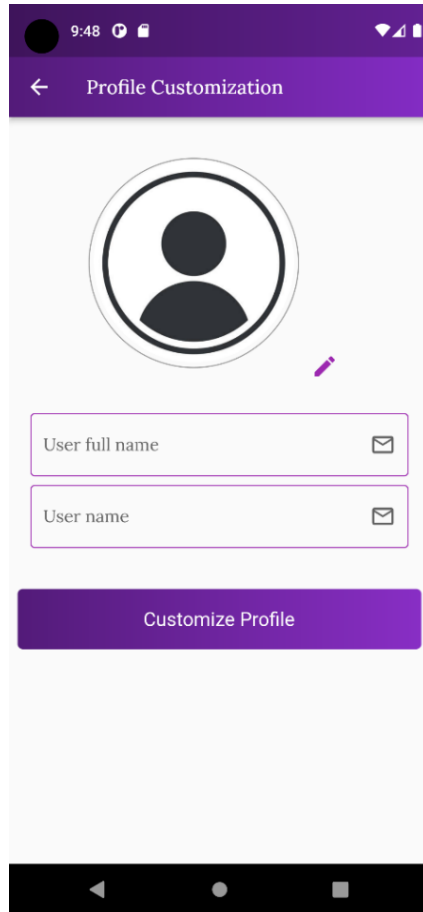 9:48
Profile Customization
User full name
User name
Customize Profile